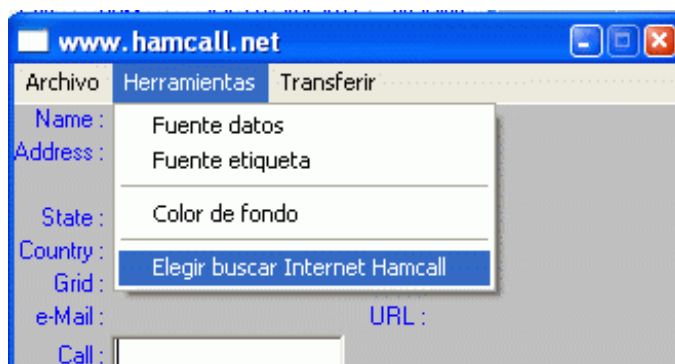 www.hamcall.net
Archivo Herramientas Transferir
Name :
Fuente datos
Address :
Fuente etiqueta
State :
Color de fondo
Country :
Elegir buscar Internet Hamcall
Grid :
e-Mail : URL :
Call :